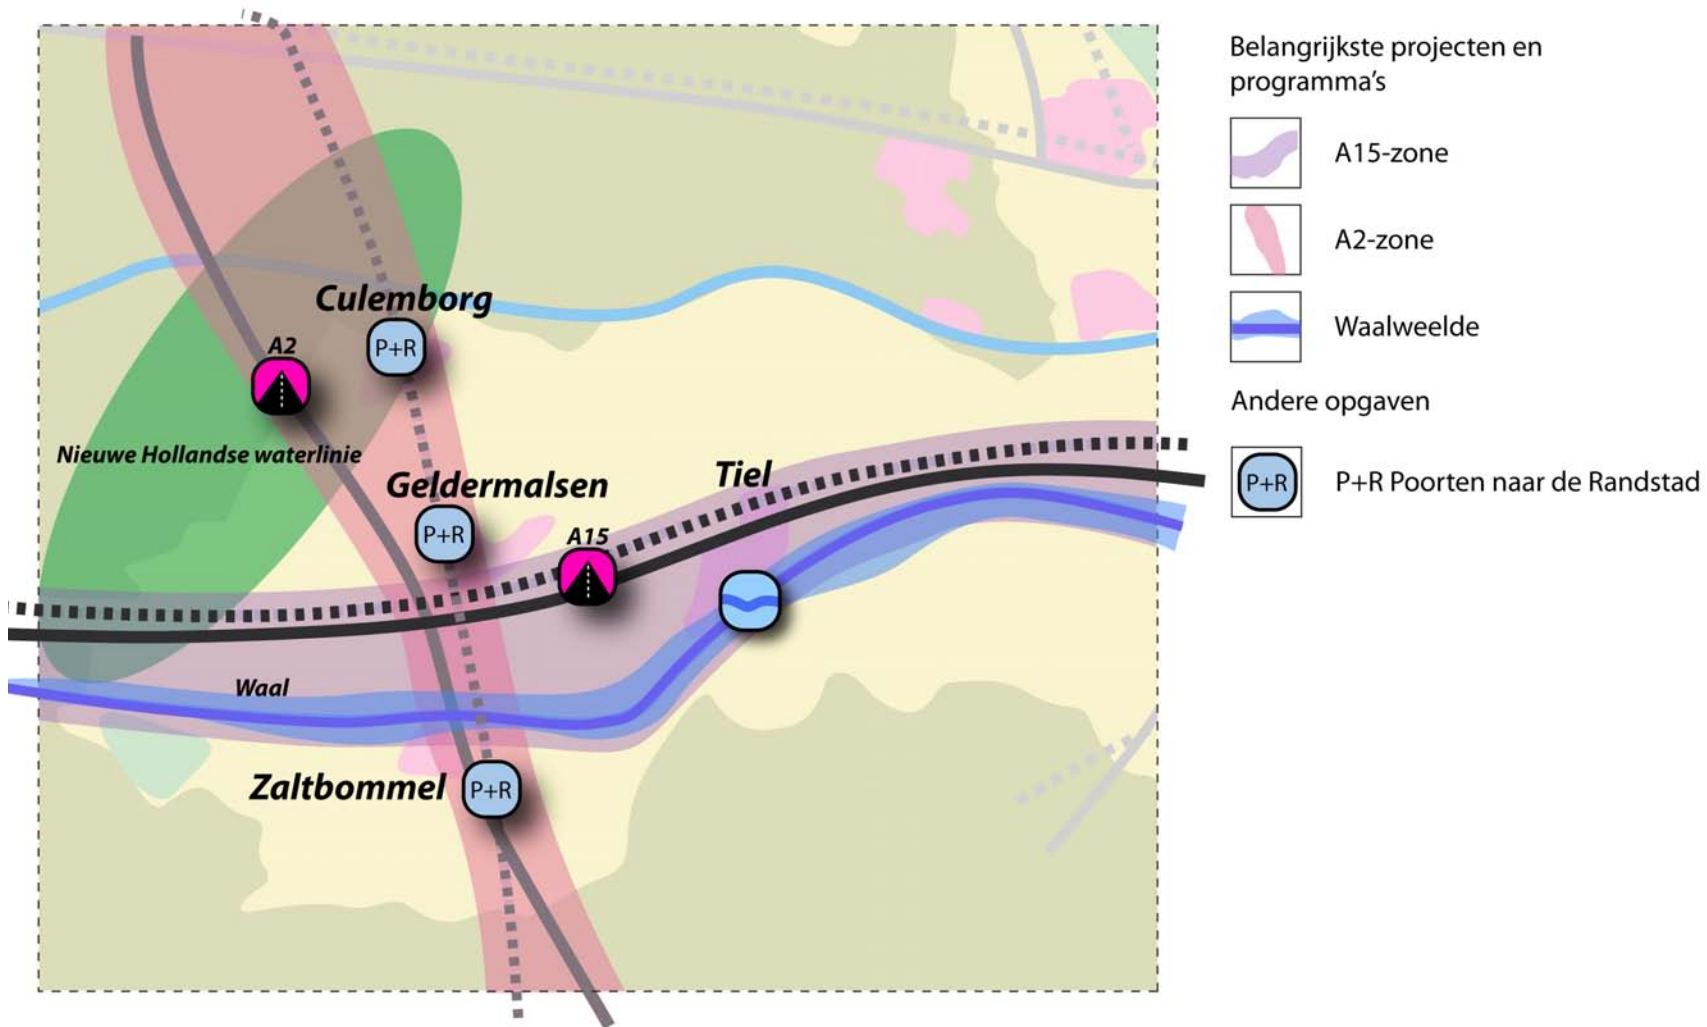 Culemborg
P+R
A2
Nieuwe Hollandse waterlinie
Geldermalsen
P+R
Tiel
A15
Waal
Zaltbommel
P+R
Belangrijkste projecten en
programma's
A15-zone
A2-zone
Waalweelde
Andere opgaven
P+R
P+R Poorten naar de Randstad